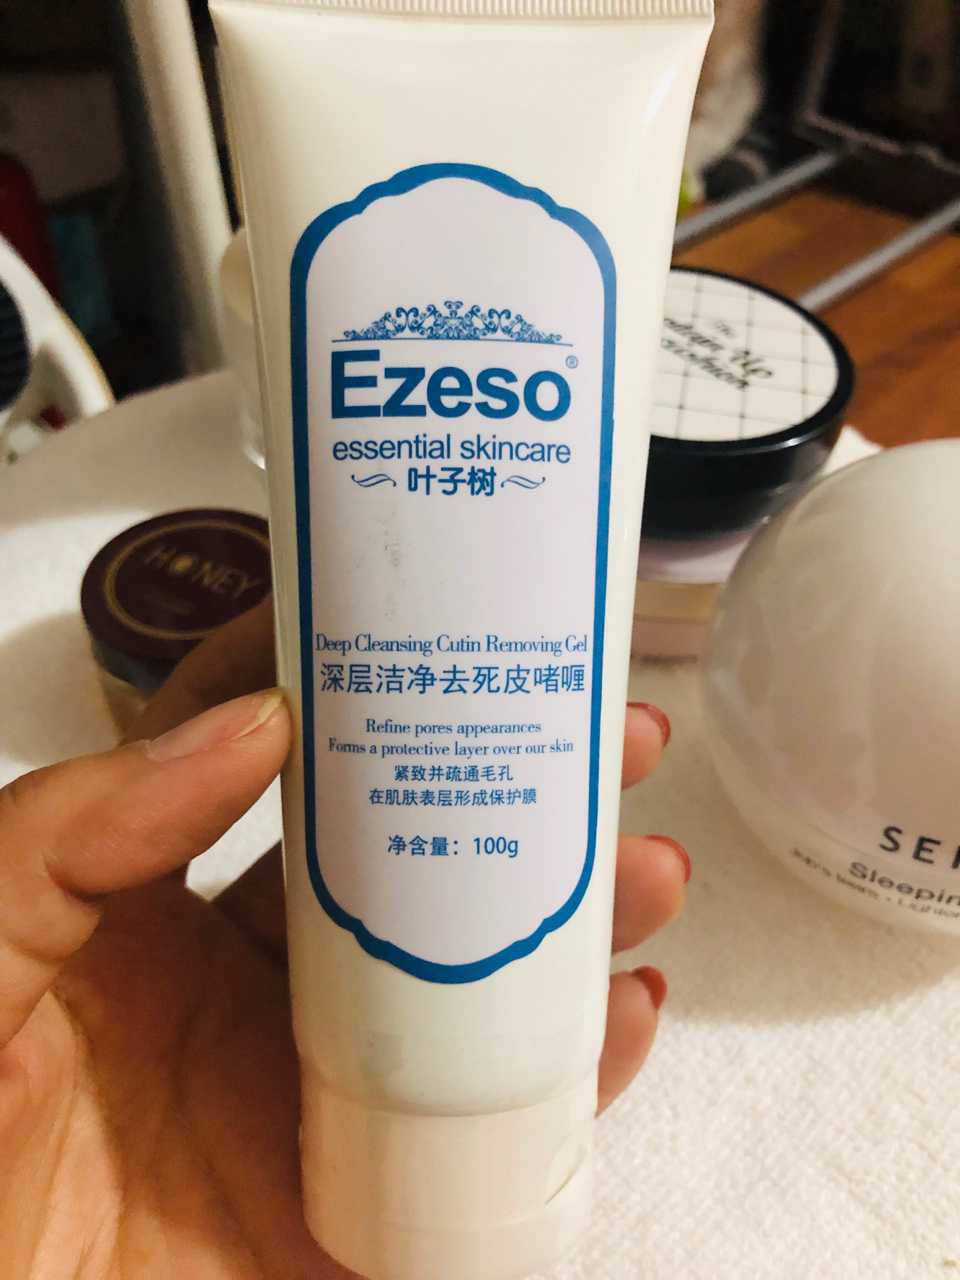 Ezeso®
essential skincare
叶子树
Deep Cleansing Cutin Removing Gel
深层洁净去死皮啫喱
Refine pores appearances
Forms a protective layer over our skin
紧致并疏通毛孔
在肌肤表层形成保护膜
净含量：100g
HONEY
The
SE
Sleepin